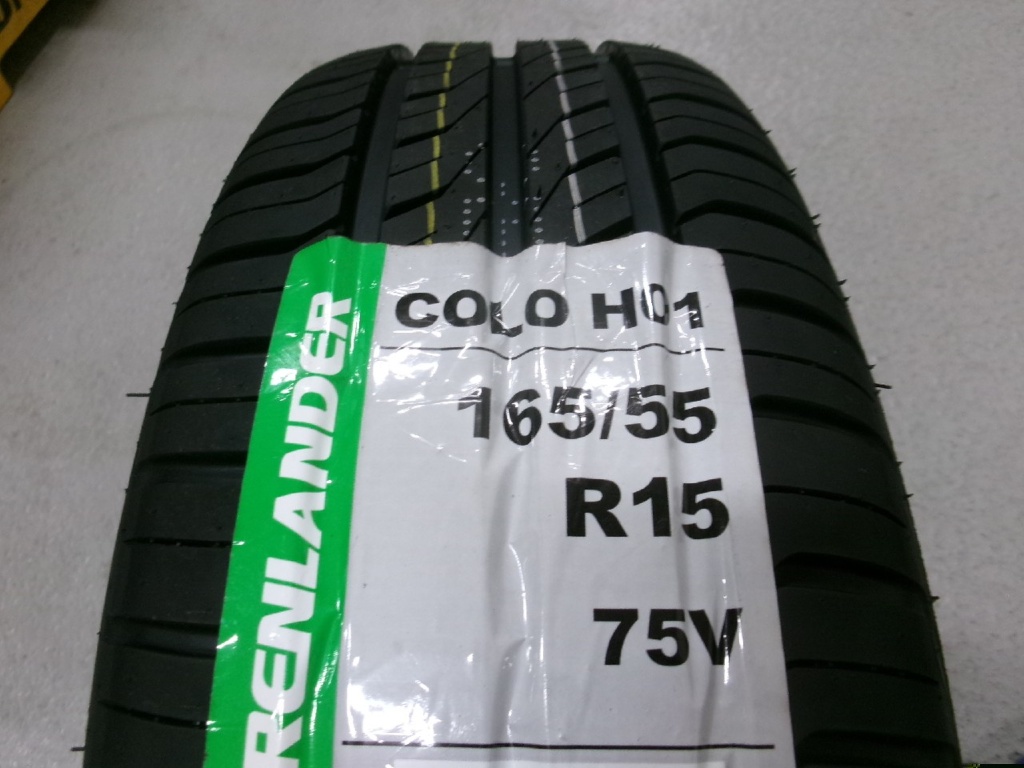 RENLANDER
COLO H01
165/55
R15
75V